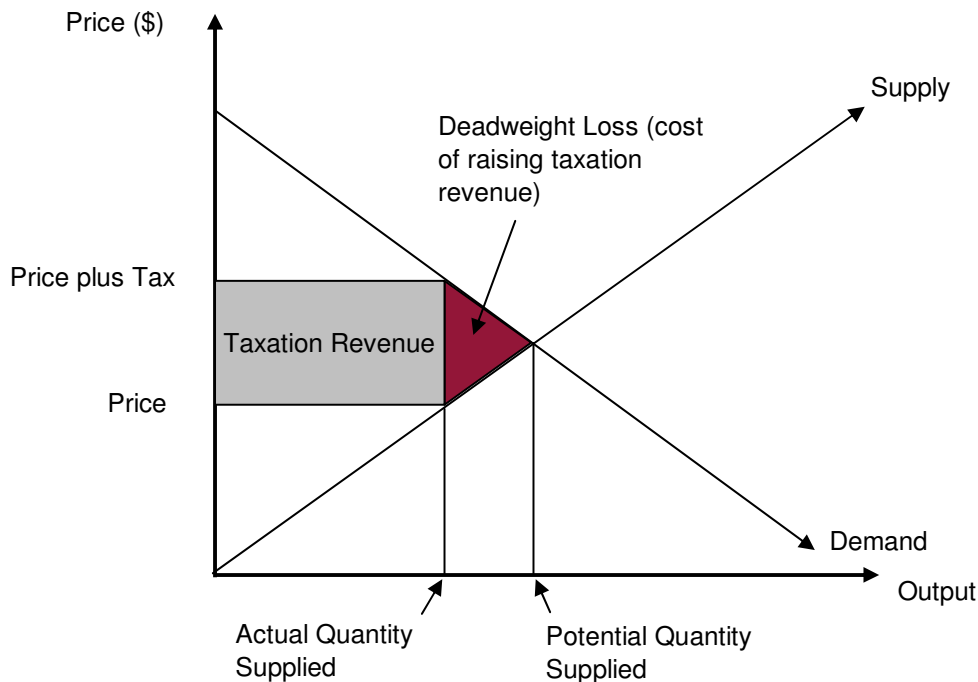 Price ($)
Supply
Deadweight Loss (cost
of raising taxation
revenue)
Price plus Tax
Taxation Revenue
Price
Demand
Output
Actual Quantity
Supplied
Potential Quantity
Supplied